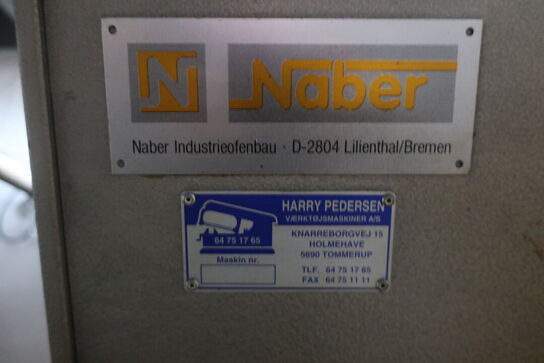 N Naber
Naber Industrieofenbau · D-2804 Lilienthal/Bremen
HARRY PEDERSEN
VÆRKTØJSMASKINER A/S
64 75 17 65
Maskin nr.
KNARREBORGVEJ 15
HOLMEHAVE
5690 TOMMERUP
TLF. 64 75 17 65
FAX 64 75 11 11